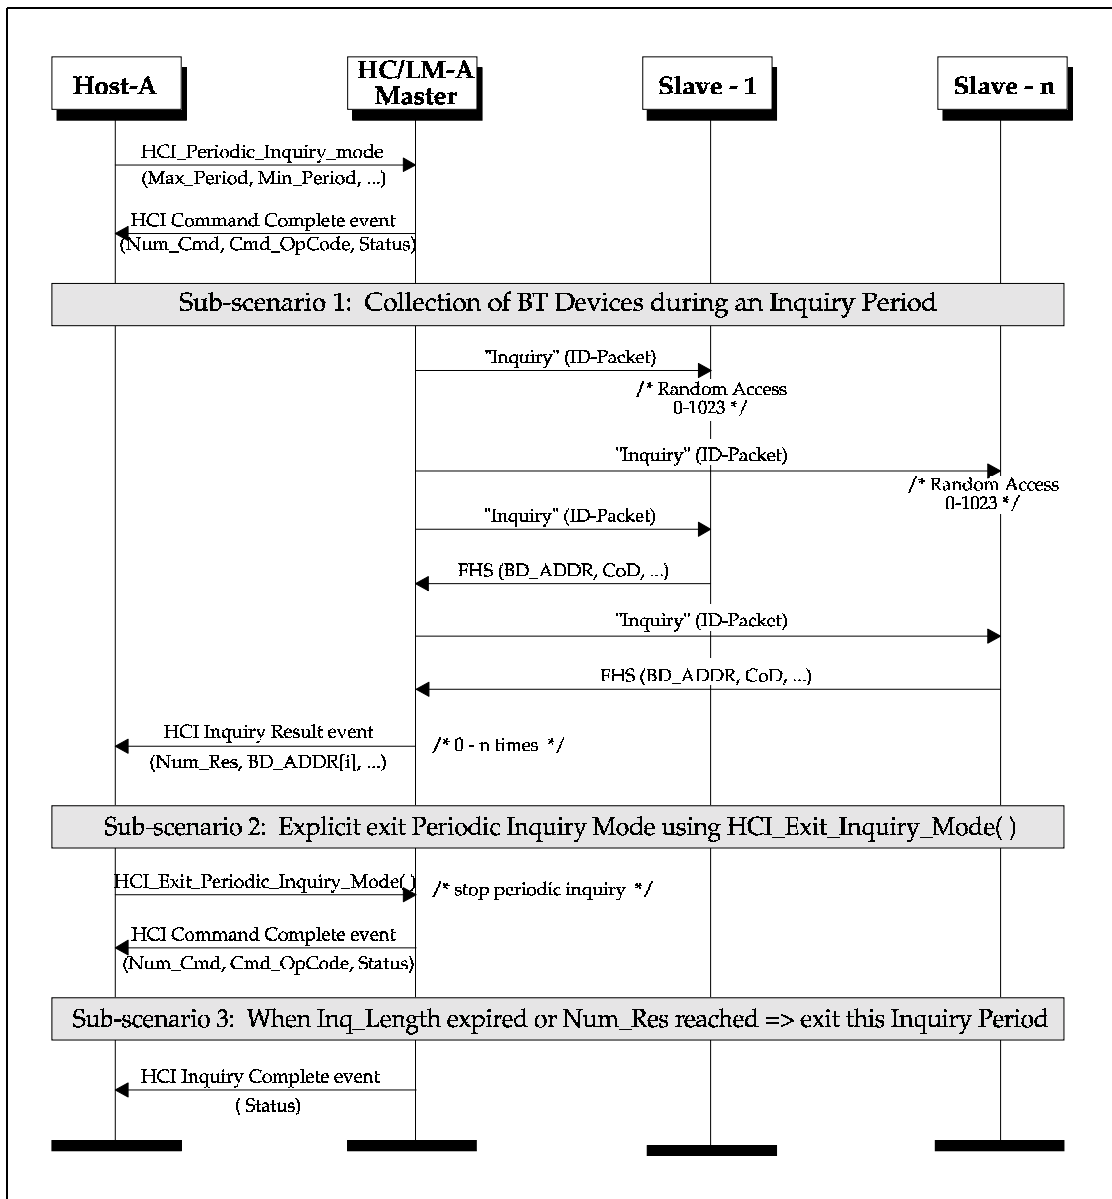 Host-A
HC/LM-A
Master
Slave - 1
Slave - n
HCI_Periodic_Inquiry_mode
(Max_Period, Min_Period, ...)
HCI Command Complete event
(Num_Cmd, Cmd_OpCode, Status)
Sub-scenario 1: Collection of BT Devices during an Inquiry Period
"Inquiry" (ID-Packet)
/* Random Access
0-1023 */
"Inquiry" (ID-Packet)
/* Random Access
0-1023 */
"Inquiry" (ID-Packet)
FHS (BD_ADDR, CoD, ...)
"Inquiry" (ID-Packet)
FHS (BD_ADDR, CoD, ...)
HCI Inquiry Result event
(Num_Res, BD_ADDR[i], ...)
/* 0 - n times */
Sub-scenario 2: Explicit exit Periodic Inquiry Mode using HCI_Exit_Inquiry_Mode( )
HCI_Exit_Periodic_Inquiry_Mode( )
/* stop periodic inquiry */
HCI Command Complete event
(Num_Cmd, Cmd_OpCode, Status)
Sub-scenario 3: When Inq_Length expired or Num_Res reached => exit this Inquiry Period
HCI Inquiry Complete event
( Status)